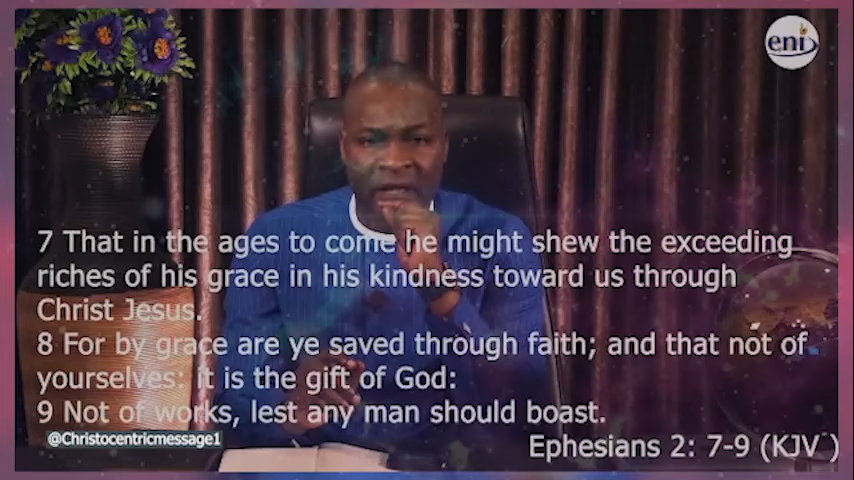 eni
7 That in the ages to come he might shew the exceeding
riches of his grace in his kindness toward us through
Christ Jesus.
8 For by grace are ye saved through faith; and that not of
yourselves: it is the gift of God:
9 Not of works, lest any man should boast.
@Christocentricmessage1
Ephesians 2: 7-9 (KJV )